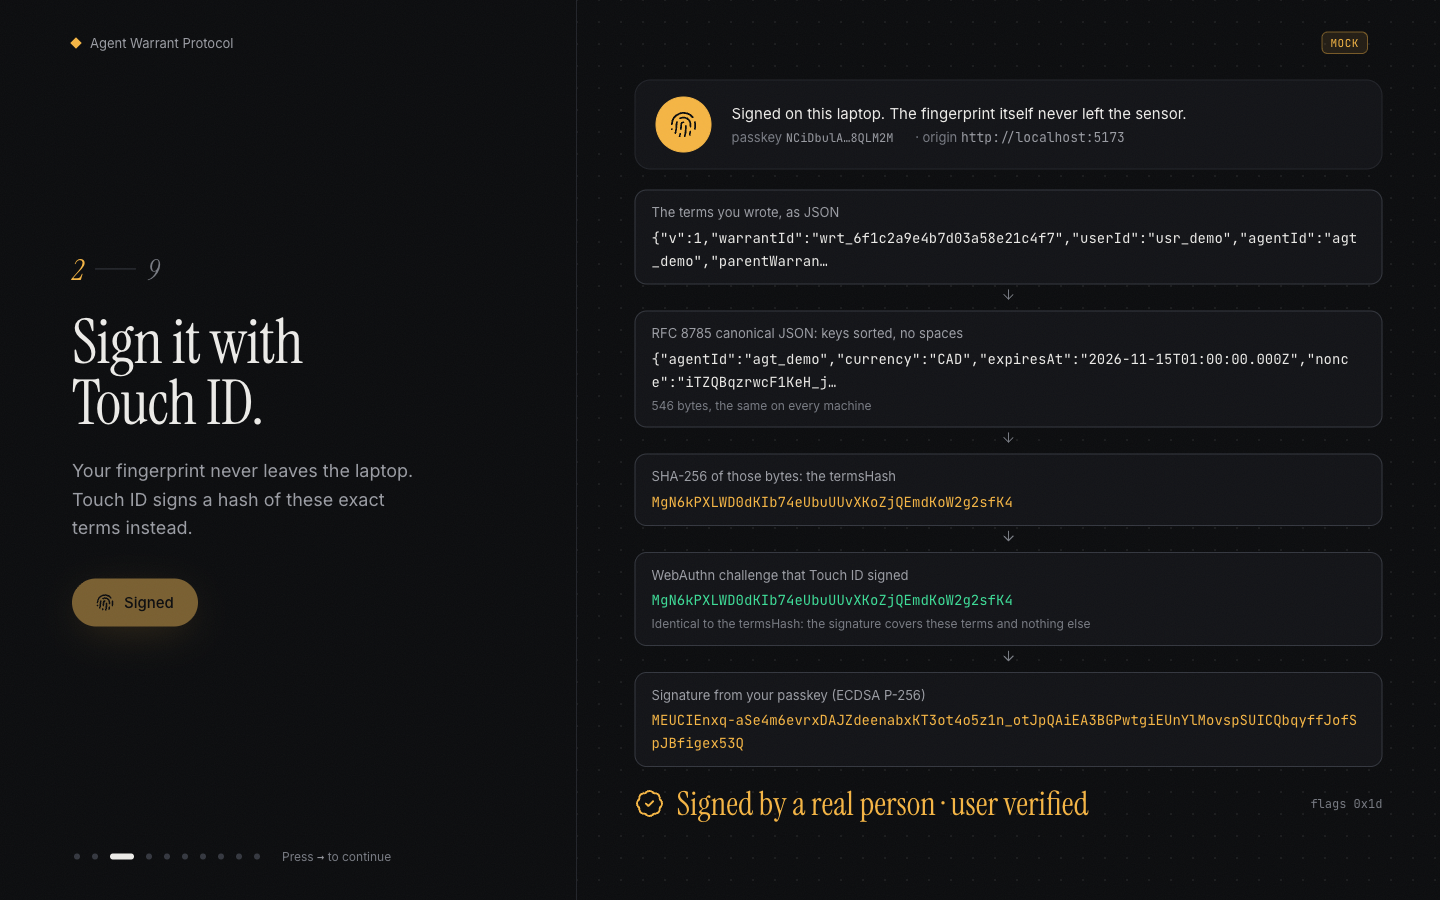 Agent Warrant Protocol
2 9
Sign it with
Touch ID.
Your fingerprint never leaves the laptop.
Touch ID signs a hash of these exact
terms instead.
Signed
Press → to continue
MOCK
Signed on this laptop. The fingerprint itself never left the sensor.
passkey NCiDbulA…8QLM2M · origin http://localhost:5173
The terms you wrote, as JSON
{"v":1,"warrantId":"wrt_6f1c2a9e4b7d03a58e21c4f7","userId":"usr_demo","agentId":"agt
_demo","parentWarran…
↓
RFC 8785 canonical JSON: keys sorted, no spaces
{"agentId":"agt_demo","currency":"CAD","expiresAt":"2026-11-15T01:00:00.000Z","nonc
e":"iTZQBqzrwcF1KeH_j…
546 bytes, the same on every machine
↓
SHA-256 of those bytes: the termsHash
MgN6kPXLWD0dKIb74eUbuUUvXKoZjQEmdKoW2g2sfK4
↓
WebAuthn challenge that Touch ID signed
MgN6kPXLWD0dKIb74eUbuUUvXKoZjQEmdKoW2g2sfK4
Identical to the termsHash: the signature covers these terms and nothing else
↓
Signature from your passkey (ECDSA P-256)
MEUCIEnxq-aSe4m6evrxDAJZdeenabxKT3ot4o5z1n_otJpQAiEA3BGPwtgiEUnYlMovspSUICQbqyffJofS
pJBfigex53Q
Signed by a real person · user verified
flags 0x1d